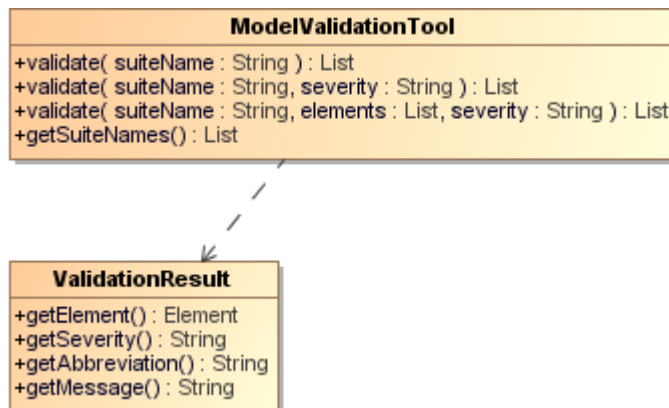 ModelValidationTool
+validate( suiteName : String ) : List
+validate( suiteName : String, severity : String ) : List
+validate( suiteName : String, elements : List, severity : String ) : List
+getSuiteNames() : List
ValidationResult
+getElement() : Element
+getSeverity() : String
+getAbbreviation() : String
+getMessage() : String